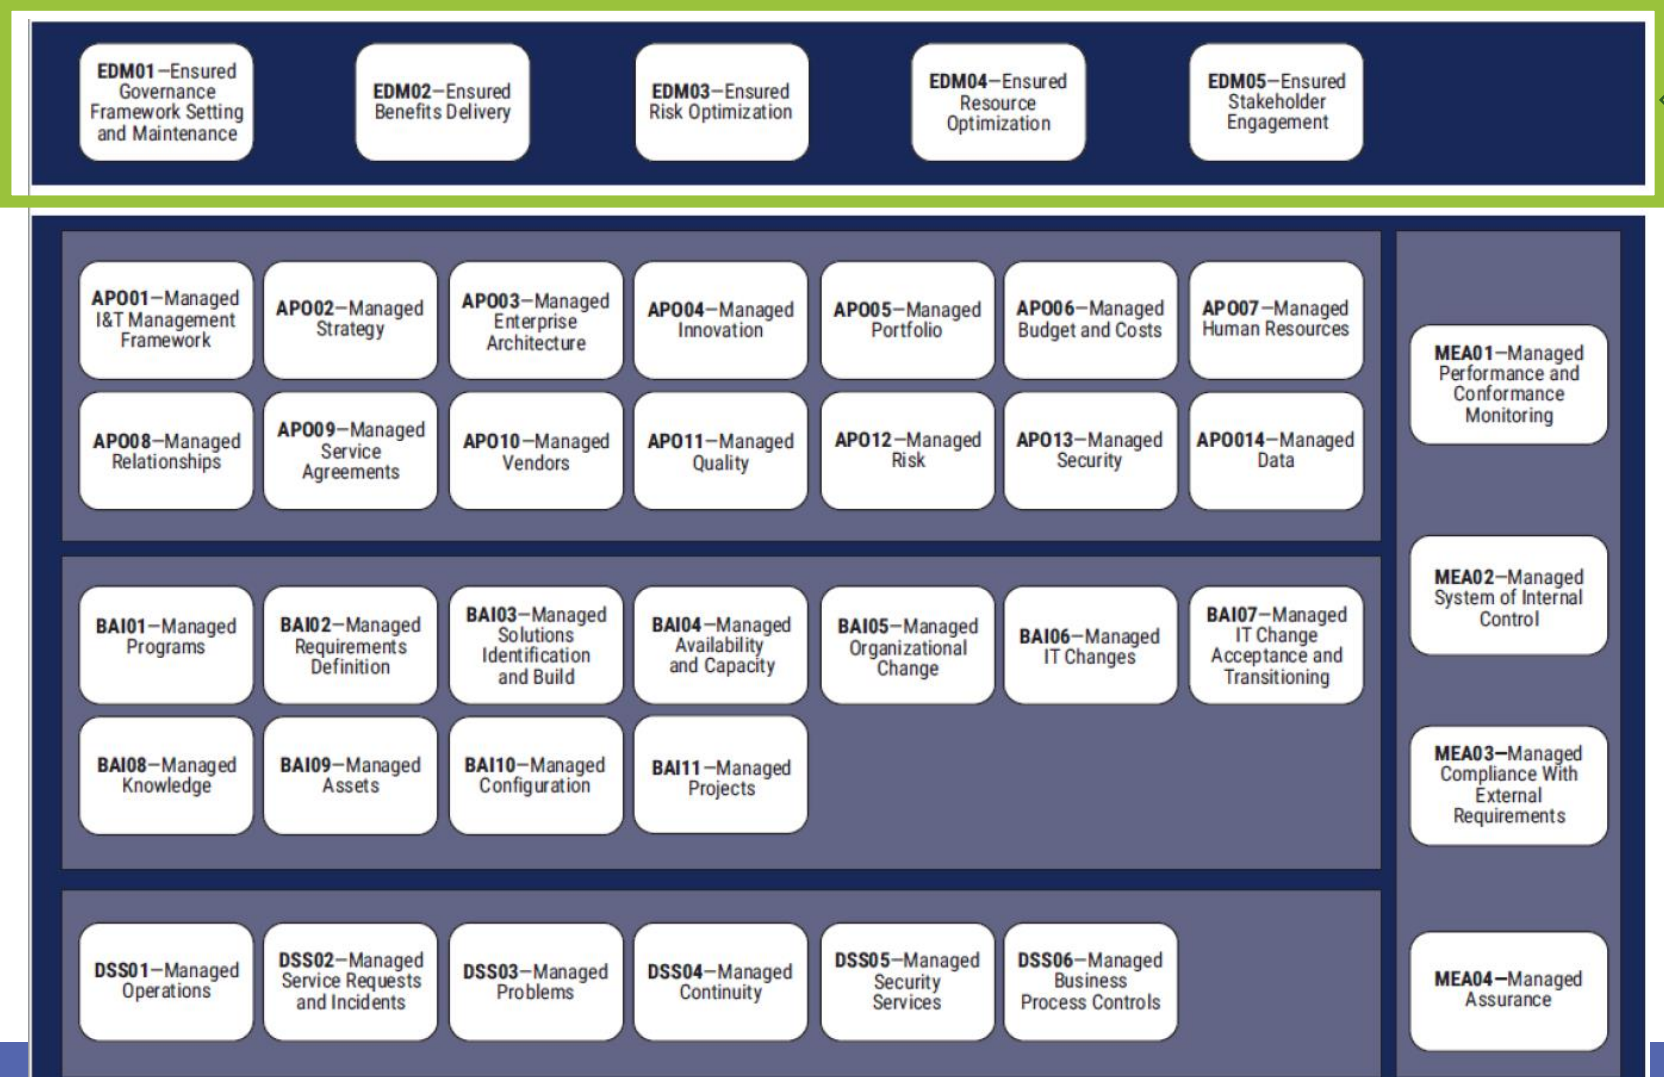 EDM01—Ensured
Governance
Framework Setting
and Maintenance
EDM02—Ensured
Benefits Delivery
EDM03—Ensured
Risk Optimization
EDM04—Ensured
Resource
Optimization
EDM05—Ensured
Stakeholder
Engagement
APO01—Managed
I&T Management
Framework
APO02—Managed
Strategy
APO03—Managed
Enterprise
Architecture
APO04—Managed
Innovation
APO05—Managed
Portfolio
APO06—Managed
Budget and Costs
APO07—Managed
Human Resources
APO08—Managed
Relationships
APO09—Managed
Service
Agreements
APO10—Managed
Vendors
APO11—Managed
Quality
APO12—Managed
Risk
APO13—Managed
Security
APO014—Managed
Data
BAI01—Managed
Programs
BAI02—Managed
Requirements
Definition
BAI03—Managed
Solutions
Identification
and Build
BAI04—Managed
Availability
and Capacity
BAI05—Managed
Organizational
Change
BAI06—Managed
IT Changes
BAI07—Managed
IT Change
Acceptance and
Transitioning
BAI08—Managed
Knowledge
BAI09—Managed
Assets
BAI10—Managed
Configuration
BAI11—Managed
Projects
DSS01—Managed
Operations
DSS02—Managed
Service Requests
and Incidents
DSS03—Managed
Problems
DSS04—Managed
Continuity
DSS05—Managed
Security
Services
DSS06—Managed
Business
Process Controls
MEA01—Managed
Performance and
Conformance
Monitoring
MEA02—Managed
System of Internal
Control
MEA03—Managed
Compliance With
External
Requirements
MEA04—Managed
Assurance